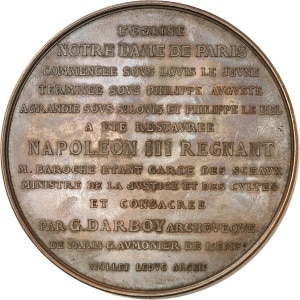 L'EGLISE
NOTRE DAME DE PARIS
COMMENCEE SOUS LOUIS LE JEUNE
TERMINEE SOUS PHILIPPE AUGUSTE
AGRANDIE SOUS S. LOUIS ET PHILIPPE LE BEL
A ETE RESTAUREE
NAPOLEON III REGNANT
M. BAROCHE ETANT GARDE DES SCEAUX
MINISTRE DE LA JUSTICE ET DES CULTES
ET CONSACREE
PAR G. DARBOY ARCHEVEQUE
DE PARIS G. AUMONIER DE L'EMP.
VIOLLET LEDUC ARCHTE